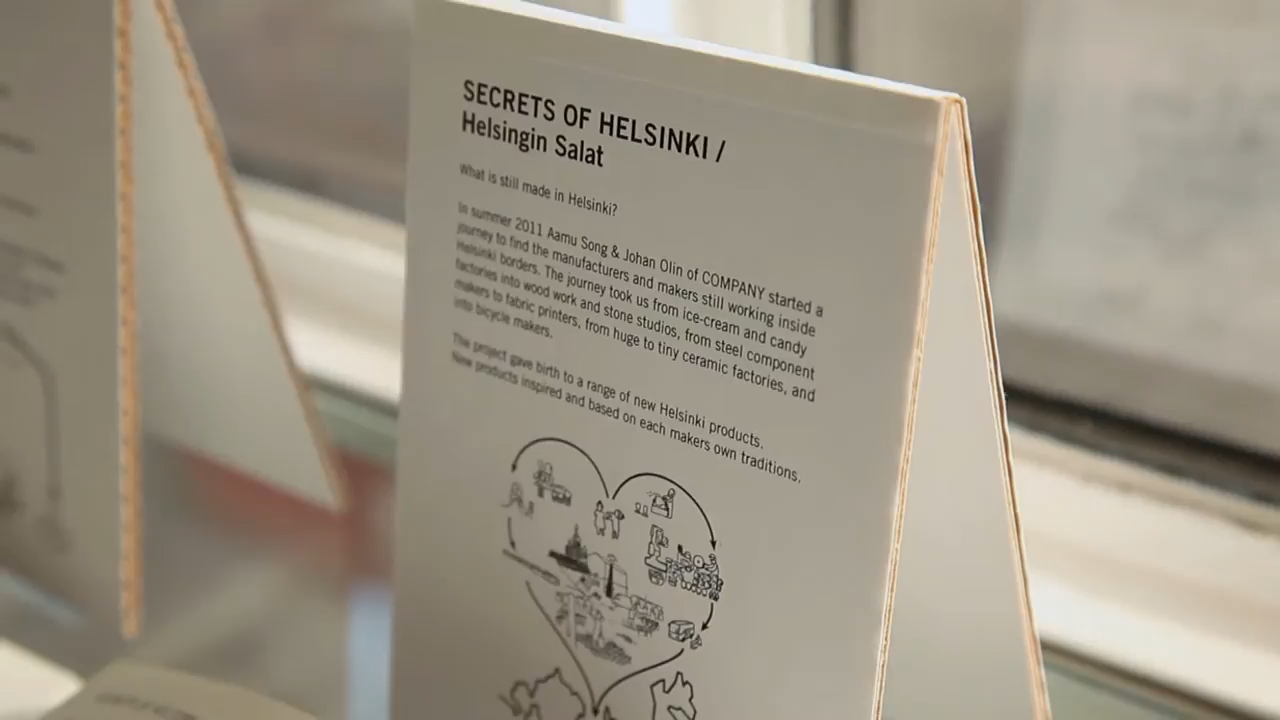 SECRETS OF HELSINKI /
Helsingin Salat
What is still made in Helsinki?
In summer 2011 Aamu Song & Johan Olin of COMPANY started a
journey to find the manufacturers and makers still working inside
Helsinki borders. The journey took us from ice-cream and candy
factories into wood work and stone studios, from steel component
makers to fabric printers, from huge to tiny ceramic factories, and
into bicycle makers.
The project gave birth to a range of new Helsinki products.
New products inspired and based on each makers own traditions,